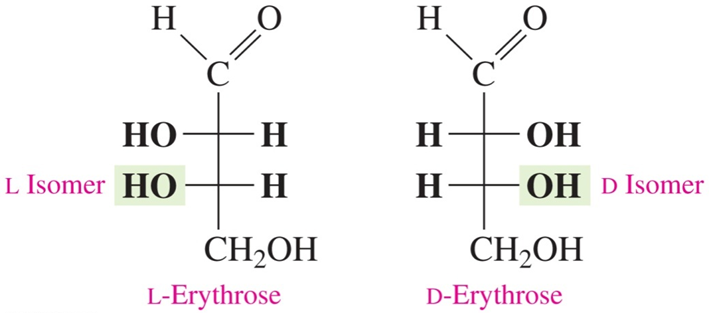 H O H O
C C
HO H H OH
L Isomer HO H H OH D Isomer
CH₂OH CH₂OH
L-Erythrose D-Erythrose